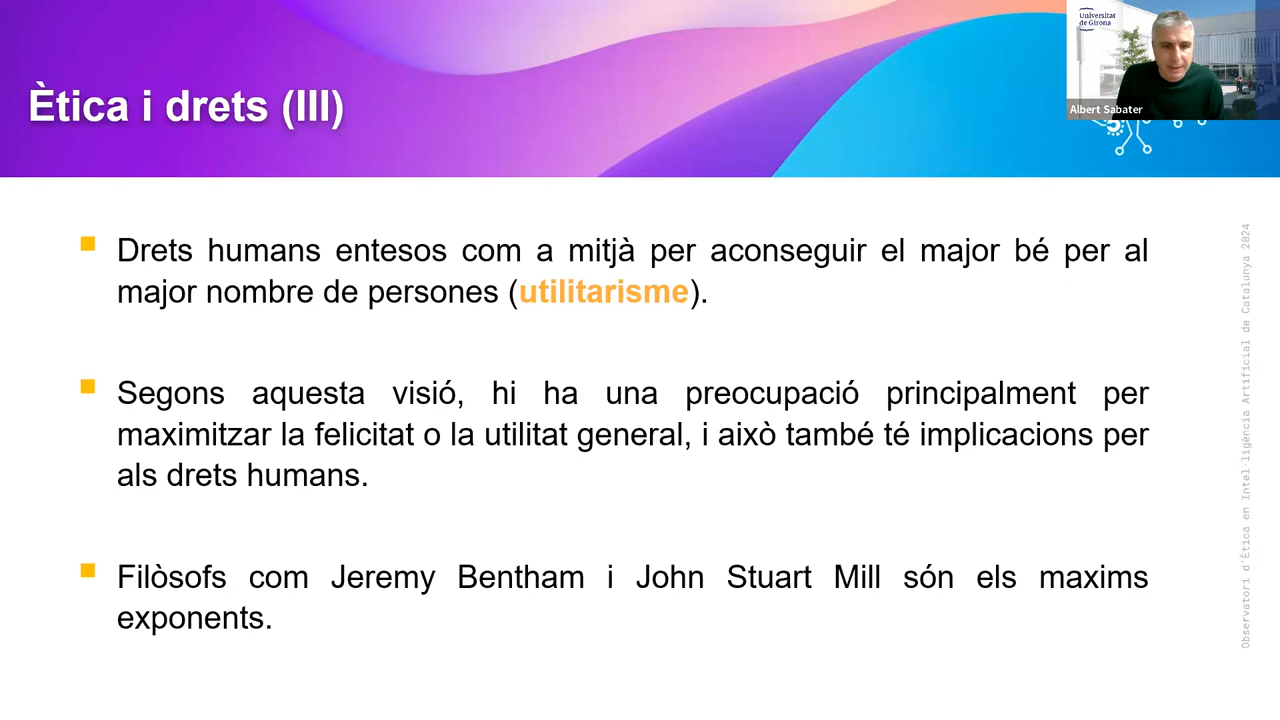 Universitat
de Girona
Albert Sabater
Ètica i drets (III)
Drets humans entesos com a mitjà per aconseguir el major bé per al
major nombre de persones (utilitarisme).
Segons aquesta visió, hi ha una preocupació principalment per
maximitzar la felicitat o la utilitat general, i això també té implicacions per
als drets humans.
Filòsofs com Jeremy Bentham i John Stuart Mill són els maxims
exponents.
Observatori d'Ètica en Intel·ligència Artificial de Catalunya 2024